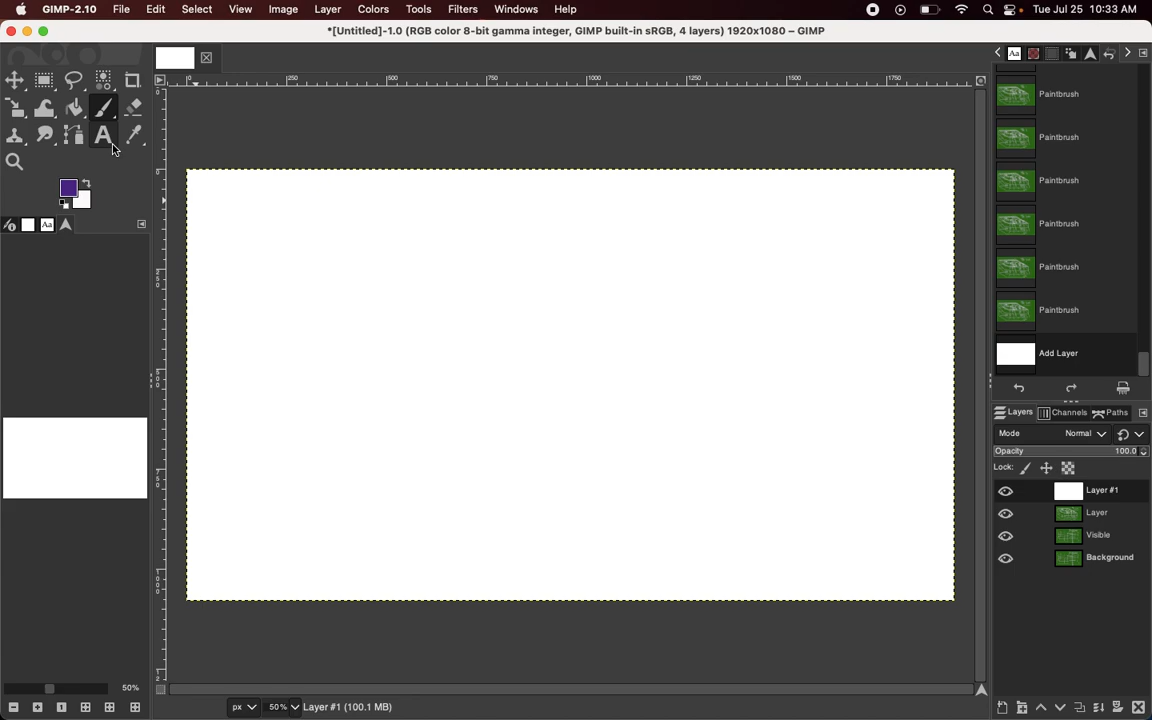 GIMP-2.10 File Edit Select View Image Layer Colors Tools Filters Windows Help Tue Jul 25 10:33 AM
*[Untitled]-1.0 (RGB color 8-bit gamma integer, GIMP built-in sRGB, 4 layers) 1920x1080 – GIMP
0 250 500 750 1000 1250 1500 1750
Paintbrush
Paintbrush
Paintbrush
Paintbrush
Paintbrush
Paintbrush
Add Layer
Layers Channels Paths
Mode Normal
Opacity 100.0
Lock:
Layer #1
Layer
Visible
Background
50%
px 50% Layer #1 (100.1 MB)